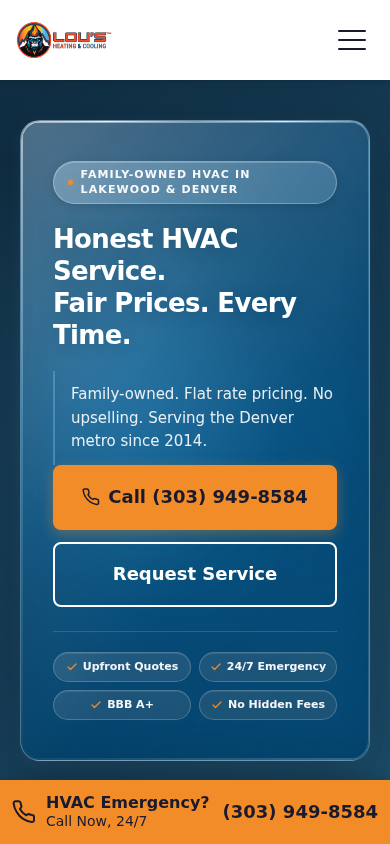 LOU'S™
HEATING & COOLING
FAMILY-OWNED HVAC IN
LAKEWOOD & DENVER
Honest HVAC
Service.
Fair Prices. Every
Time.
Family-owned. Flat rate pricing. No
upselling. Serving the Denver
metro since 2014.
Call (303) 949-8584
Request Service
Upfront Quotes
24/7 Emergency
BBB A+
No Hidden Fees
HVAC Emergency?
Call Now, 24/7
(303) 949-8584